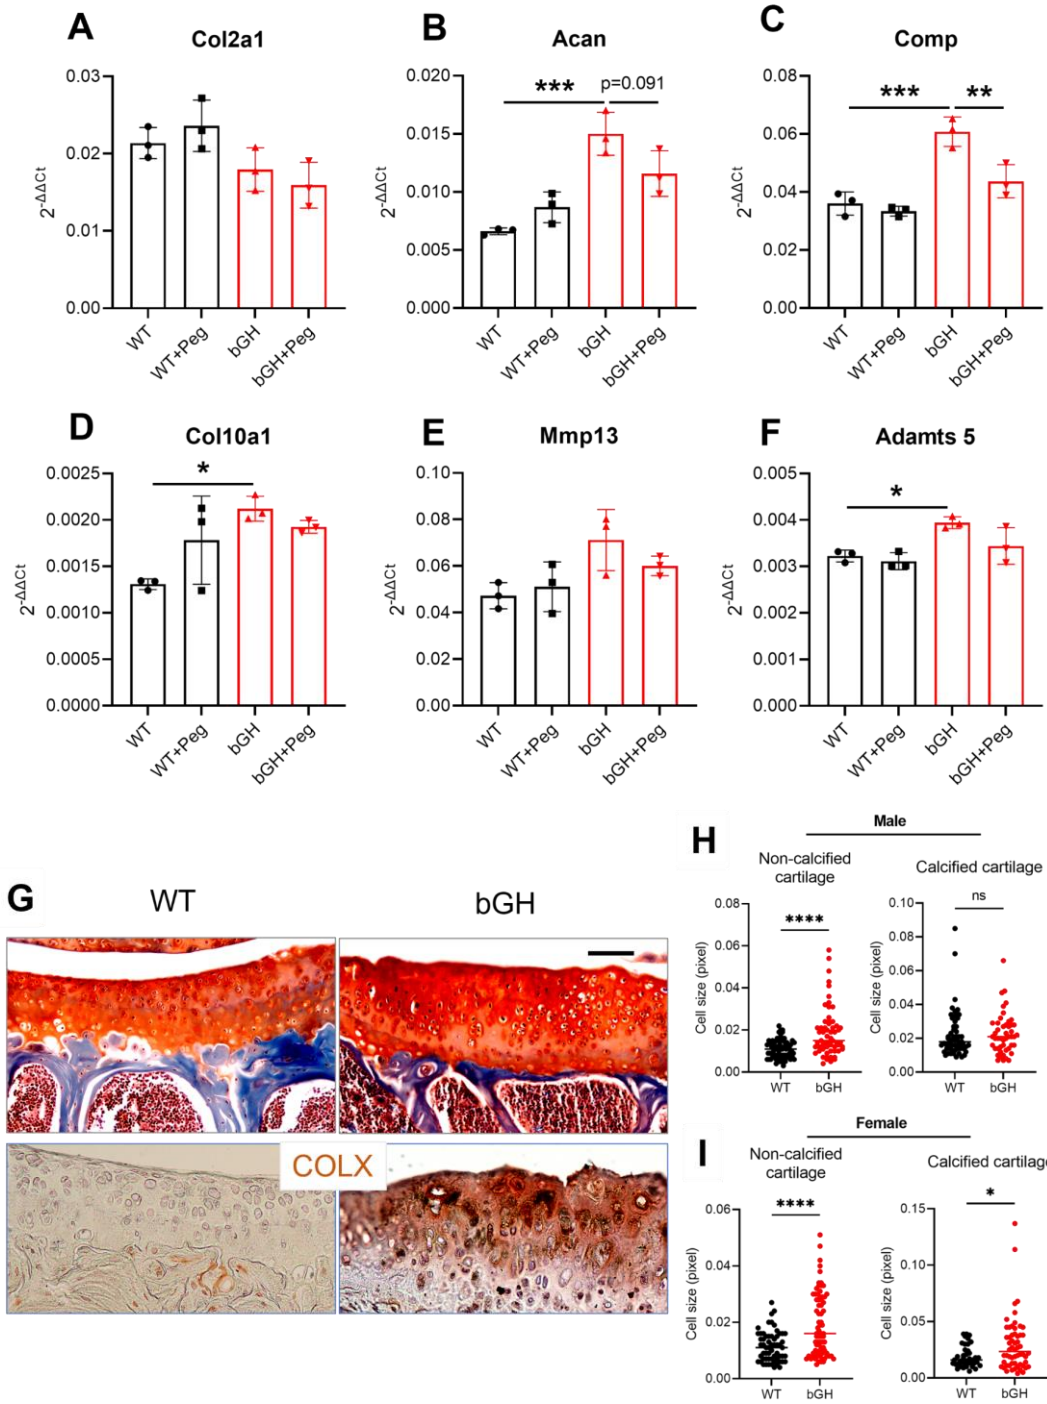 A
Col2a1
0.03
0.02
0.01
0.00
2-ΔΔCt
WT
WT+Peg
bGH
bGH+Peg
B
Acan
***
p=0.091
0.020
0.015
0.010
0.005
0.000
2-ΔΔCt
WT
WT+Peg
bGH
bGH+Peg
C
Comp
***
**
0.08
0.06
0.04
0.02
0.00
2-ΔΔCt
WT
WT+Peg
bGH
bGH+Peg
D
Col10a1
*
0.0025
0.0020
0.0015
0.0010
0.0005
0.0000
2-ΔΔCt
WT
WT+Peg
bGH
bGH+Peg
E
Mmp13
0.10
0.08
0.06
0.04
0.02
0.00
2-ΔΔCt
WT
WT+Peg
bGH
bGH+Peg
F
Adamts 5
*
0.005
0.004
0.003
0.002
0.001
0.000
2-ΔΔCt
WT
WT+Peg
bGH
bGH+Peg
G
WT
bGH
COLX
H
Male
Non-calcified
cartilage
****
0.08
0.06
0.04
0.02
0.00
Cell size (pixel)
WT
bGH
Calcified cartilage
ns
0.10
0.08
0.06
0.04
0.02
0.00
Cell size (pixel)
WT
bGH
I
Female
Non-calcified
cartilage
****
0.06
0.04
0.02
0.00
Cell size (pixel)
WT
bGH
Calcified cartilag
*
0.15
0.10
0.05
0.00
Cell size (pixel)
WT
bGH